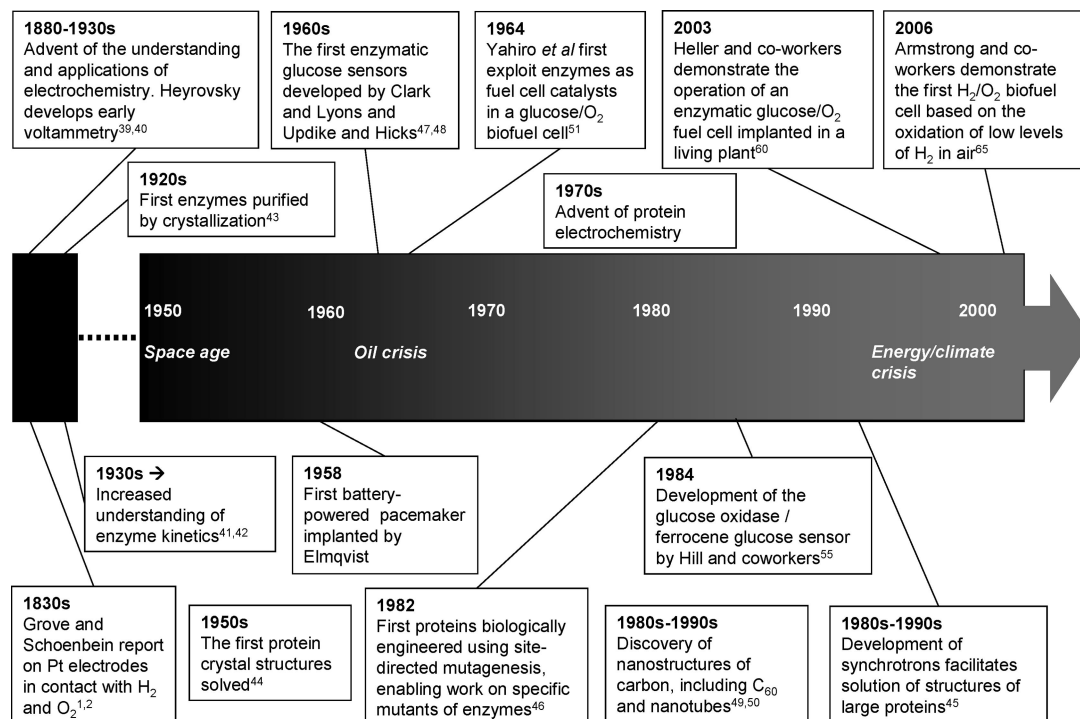 1880-1930s
Advent of the understanding
and applications of
electrochemistry. Heyrovsky
develops early
voltammetry39,40
1960s
The first enzymatic
glucose sensors
developed by Clark
and Lyons and
Updike and Hicks47,48
1964
Yahiro et al first
exploit enzymes as
fuel cell catalysts
in a glucose/O2
biofuel cell51
2003
Heller and co-workers
demonstrate the
operation of an
enzymatic glucose/O2
fuel cell implanted in a
living plant60
2006
Armstrong and co-
workers demonstrate
the first H2/O2 biofuel
cell based on the
oxidation of low levels
of H2 in air65
1920s
First enzymes purified
by crystallization43
1970s
Advent of protein
electrochemistry
1950
1960
1970
1980
1990
2000
Space age
Oil crisis
Energy/climate
crisis
1930s →
Increased
understanding of
enzyme kinetics41,42
1958
First battery-
powered pacemaker
implanted by
Elmqvist
1984
Development of the
glucose oxidase /
ferrocene glucose sensor
by Hill and coworkers55
1830s
Grove and
Schoenbein report
on Pt electrodes
in contact with H2
and O21,2
1950s
The first protein
crystal structures
solved44
1982
First proteins biologically
engineered using site-
directed mutagenesis,
enabling work on specific
mutants of enzymes46
1980s-1990s
Discovery of
nanostructures of
carbon, including C60
and nanotubes49,50
1980s-1990s
Development of
synchrotrons facilitates
solution of structures of
large proteins45